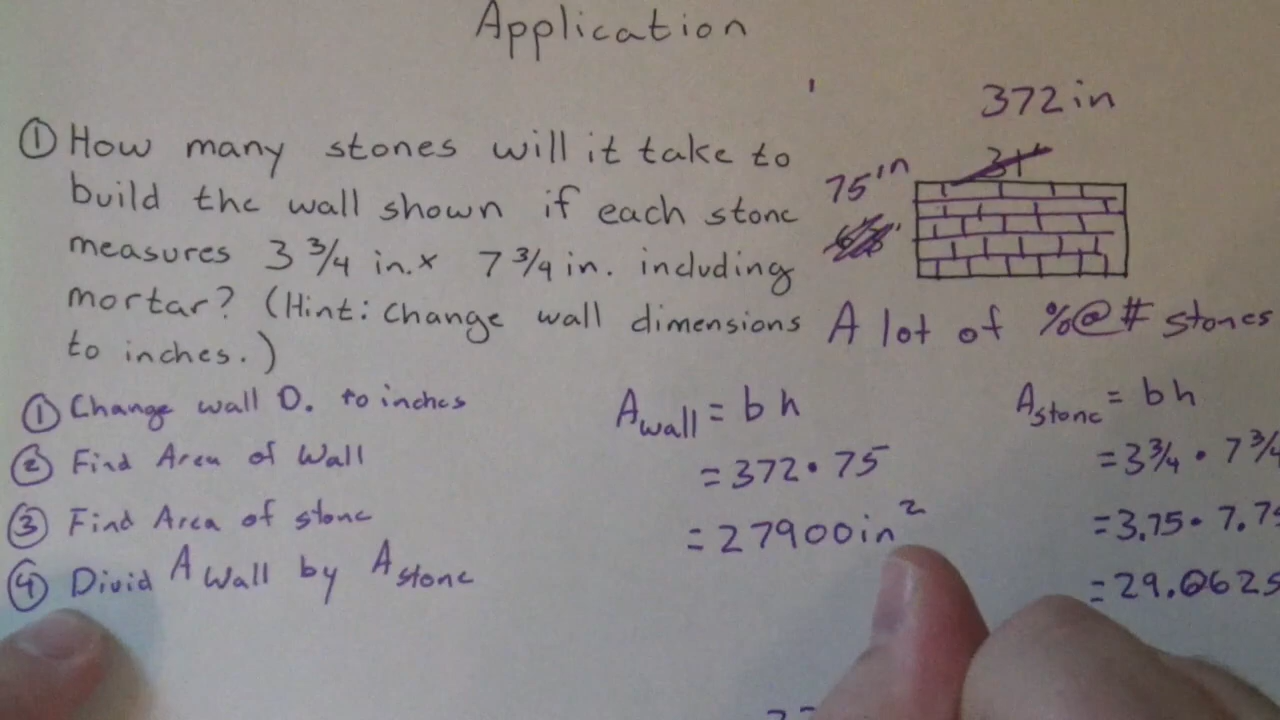 Application
① How many stones will it take to
build the wall shown if each stone
measures 3 3/4 in. x 7 3/4 in. including
mortar? (Hint: Change wall dimensions
to inches.)
372 in
31'
75 in
A lot of %@# stones
① Change wall D. to inches
② Find Area of Wall
③ Find Area of stone
④ Divid A wall by A stone
A wall = b h
= 372 · 75
= 27900 in²
A stone = b h
= 3 3/4 · 7 3/4
= 3.75 · 7.75
= 29.0625